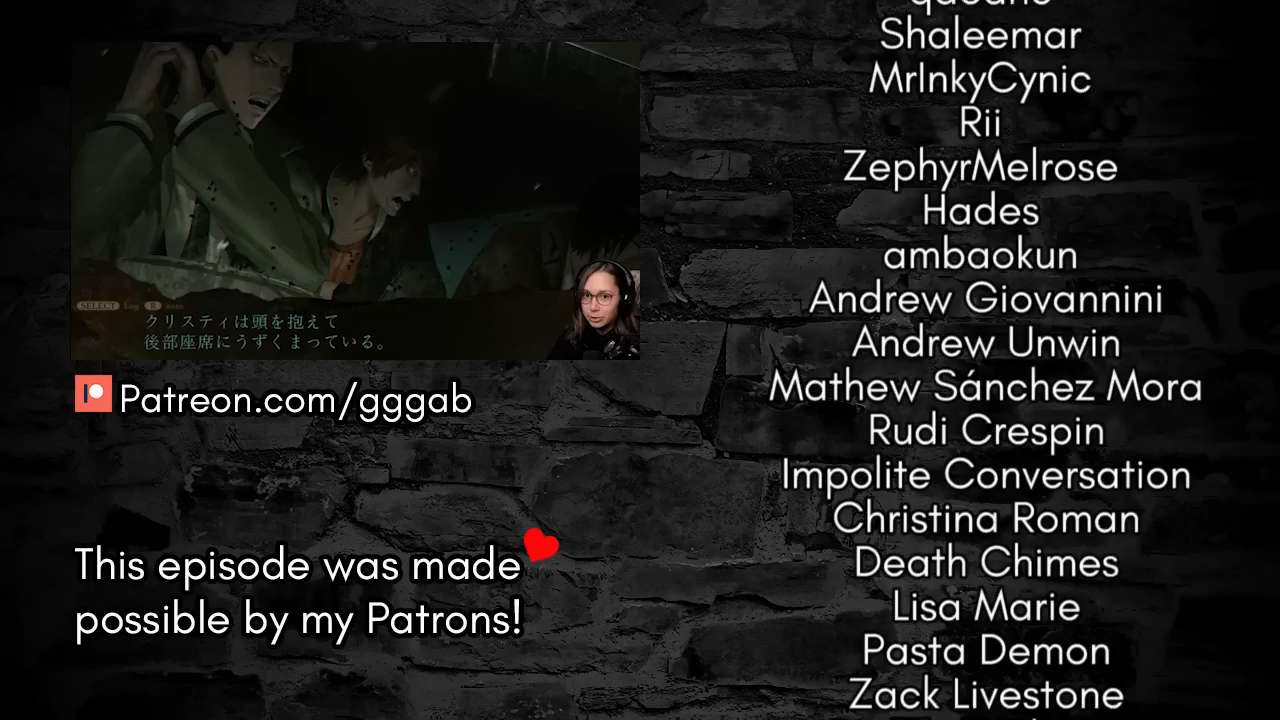 SELECT Log R Auto
クリスティは頭を抱えて
後部座席にうずくまっている。
Patreon.com/gggab
This episode was made
possible by my Patrons!
Shaleemar
MrInkyCynic
Rii
ZephyrMelrose
Hades
ambaokun
Andrew Giovannini
Andrew Unwin
Mathew Sánchez Mora
Rudi Crespin
Impolite Conversation
Christina Roman
Death Chimes
Lisa Marie
Pasta Demon
Zack Livestone